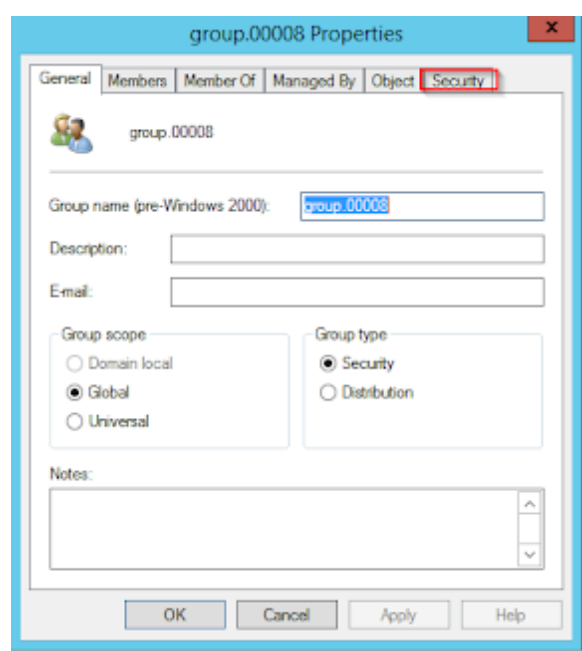 group.00008 Properties
x
General Members Member Of Managed By Object Security
group.00008
Group name (pre-Windows 2000): group.00008
Description:
E-mail:
Group scope Group type
Domain local Security
Global Distribution
Universal
Notes:
OK Cancel Apply Help